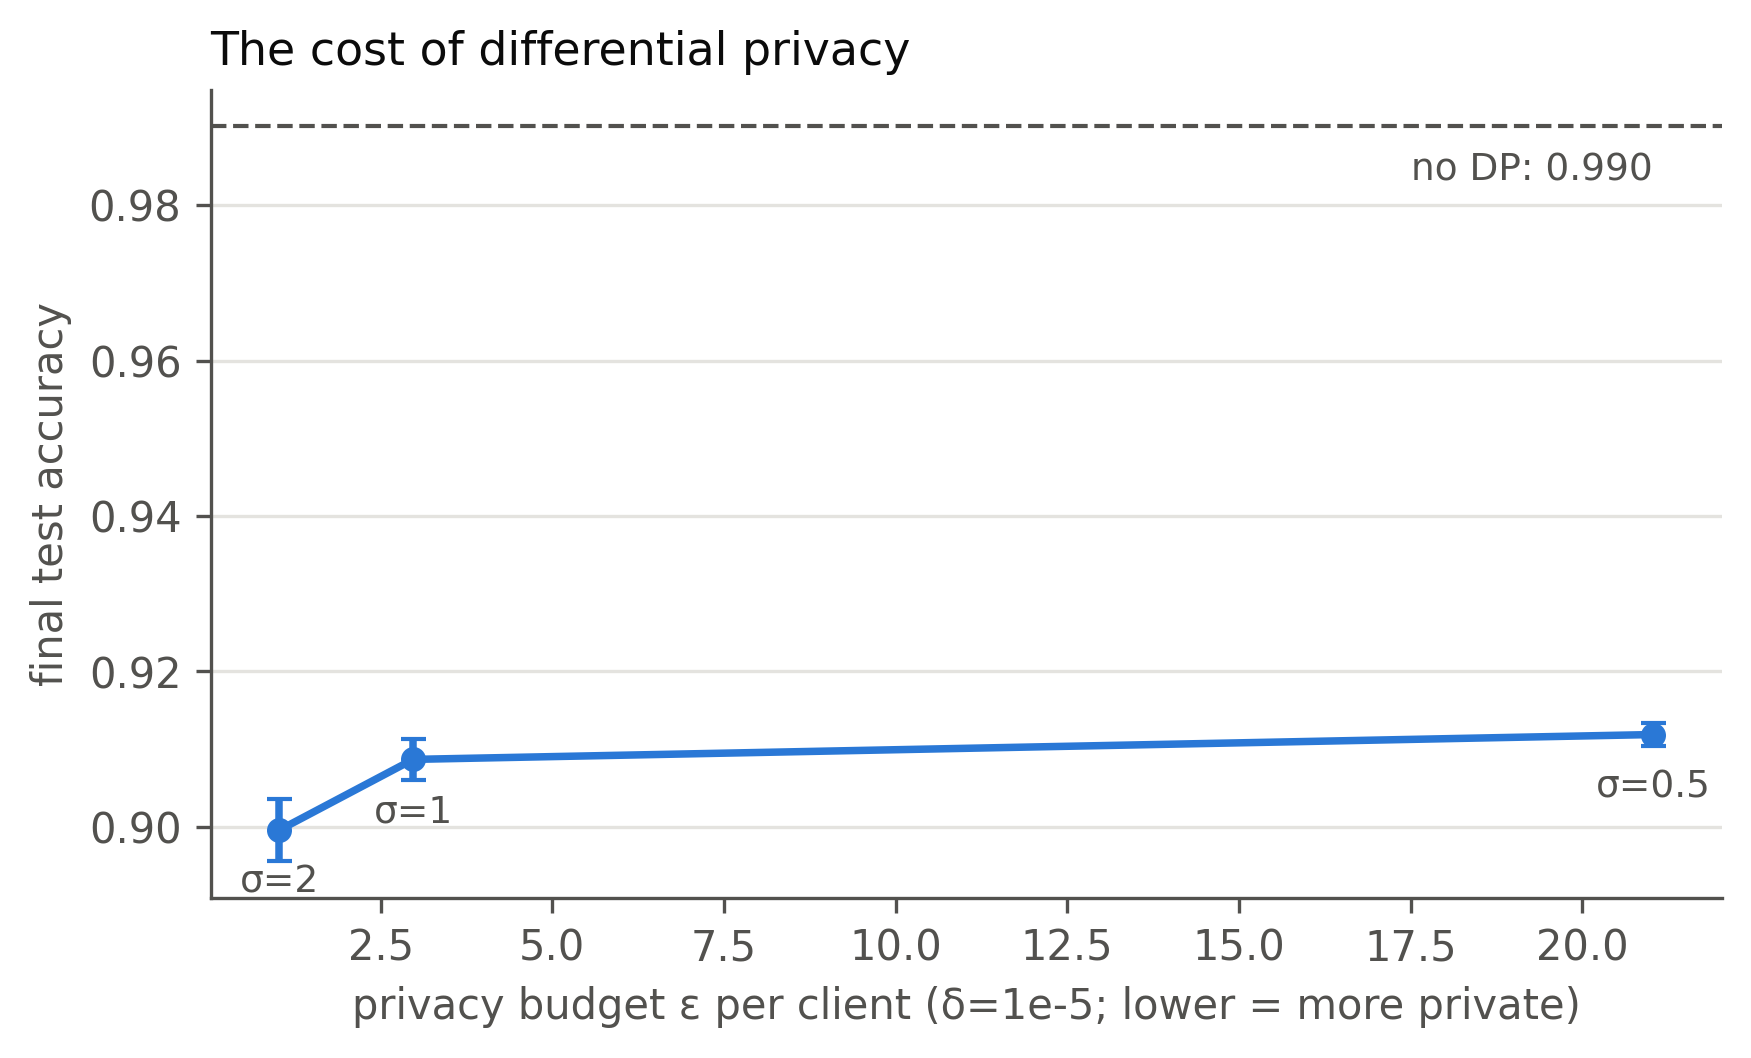 The cost of differential privacy
no DP: 0.990
0.98
0.96
0.94
0.92
0.90
final test accuracy
σ=2
σ=1
σ=0.5
2.5 5.0 7.5 10.0 12.5 15.0 17.5 20.0
privacy budget ε per client (δ=1e-5; lower = more private)